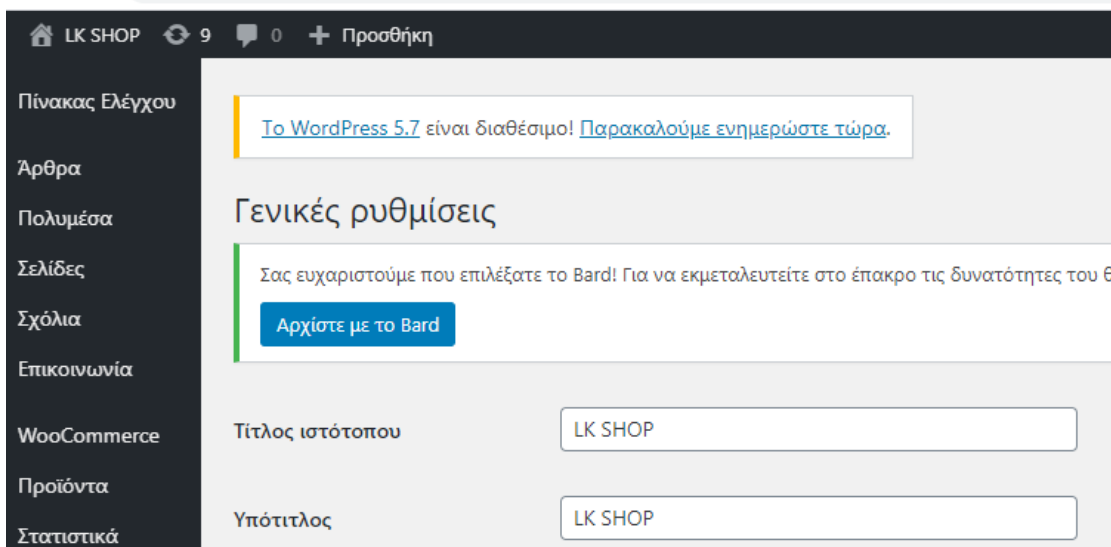 LK SHOP 9 0 + Προσθήκη
Πίνακας Ελέγχου
Το WordPress 5.7 είναι διαθέσιμο! Παρακαλούμε ενημερώστε τώρα.
Άρθρα
Πολυμέσα
Γενικές ρυθμίσεις
Σελίδες
Σας ευχαριστούμε που επιλέξατε το Bard! Για να εκμεταλευτείτε στο έπακρο τις δυνατότητες του
Σχόλια
Αρχίστε με το Bard
Επικοινωνία
WooCommerce
Τίτλος ιστότοπου LK SHOP
Προϊόντα
Υπότιτλος LK SHOP
Στατιστικά